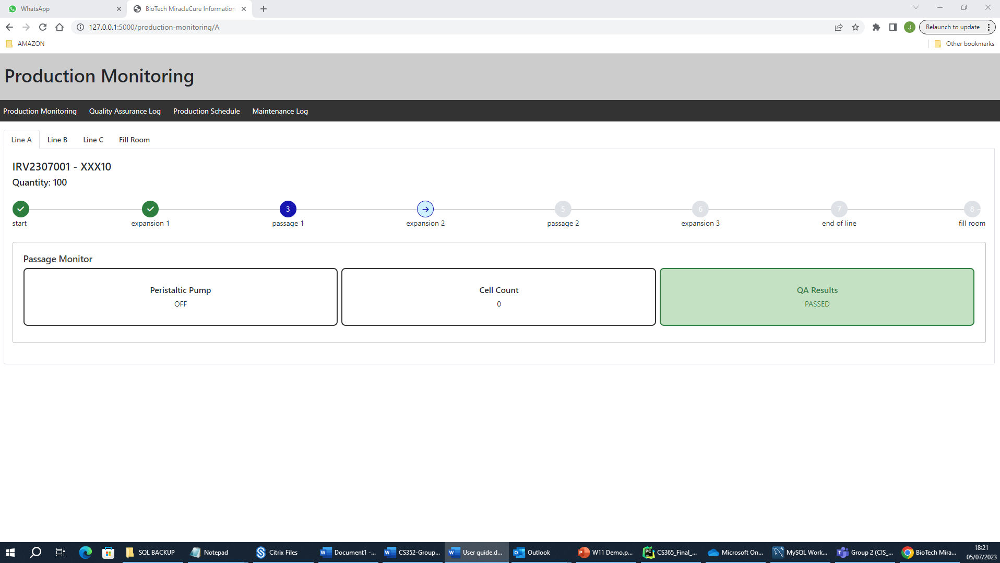 WhatsApp
BioTech MiracleCure Information
127.0.0.1:5000/production-monitoring/A
J
Relaunch to update
AMAZON
Other bookmarks
Production Monitoring
Production Monitoring Quality Assurance Log Production Schedule Maintenance Log
Line A Line B Line C Fill Room
IRV2307001 - XXX10
Quantity: 100
3 5 6 7 8
start expansion 1 passage 1 expansion 2 passage 2 expansion 3 end of line fill room
Passage Monitor
Peristaltic Pump Cell Count QA Results
OFF 0 PASSED
SQL BACKUP Notepad Citrix Files Document1 -... CS352-Group... User guide.d... Outlook W11 Demo.p... CS365_Final_... Microsoft On... MySQL Work... Group 2 (CIS_... BioTech Mira...
18:21
05/07/2023